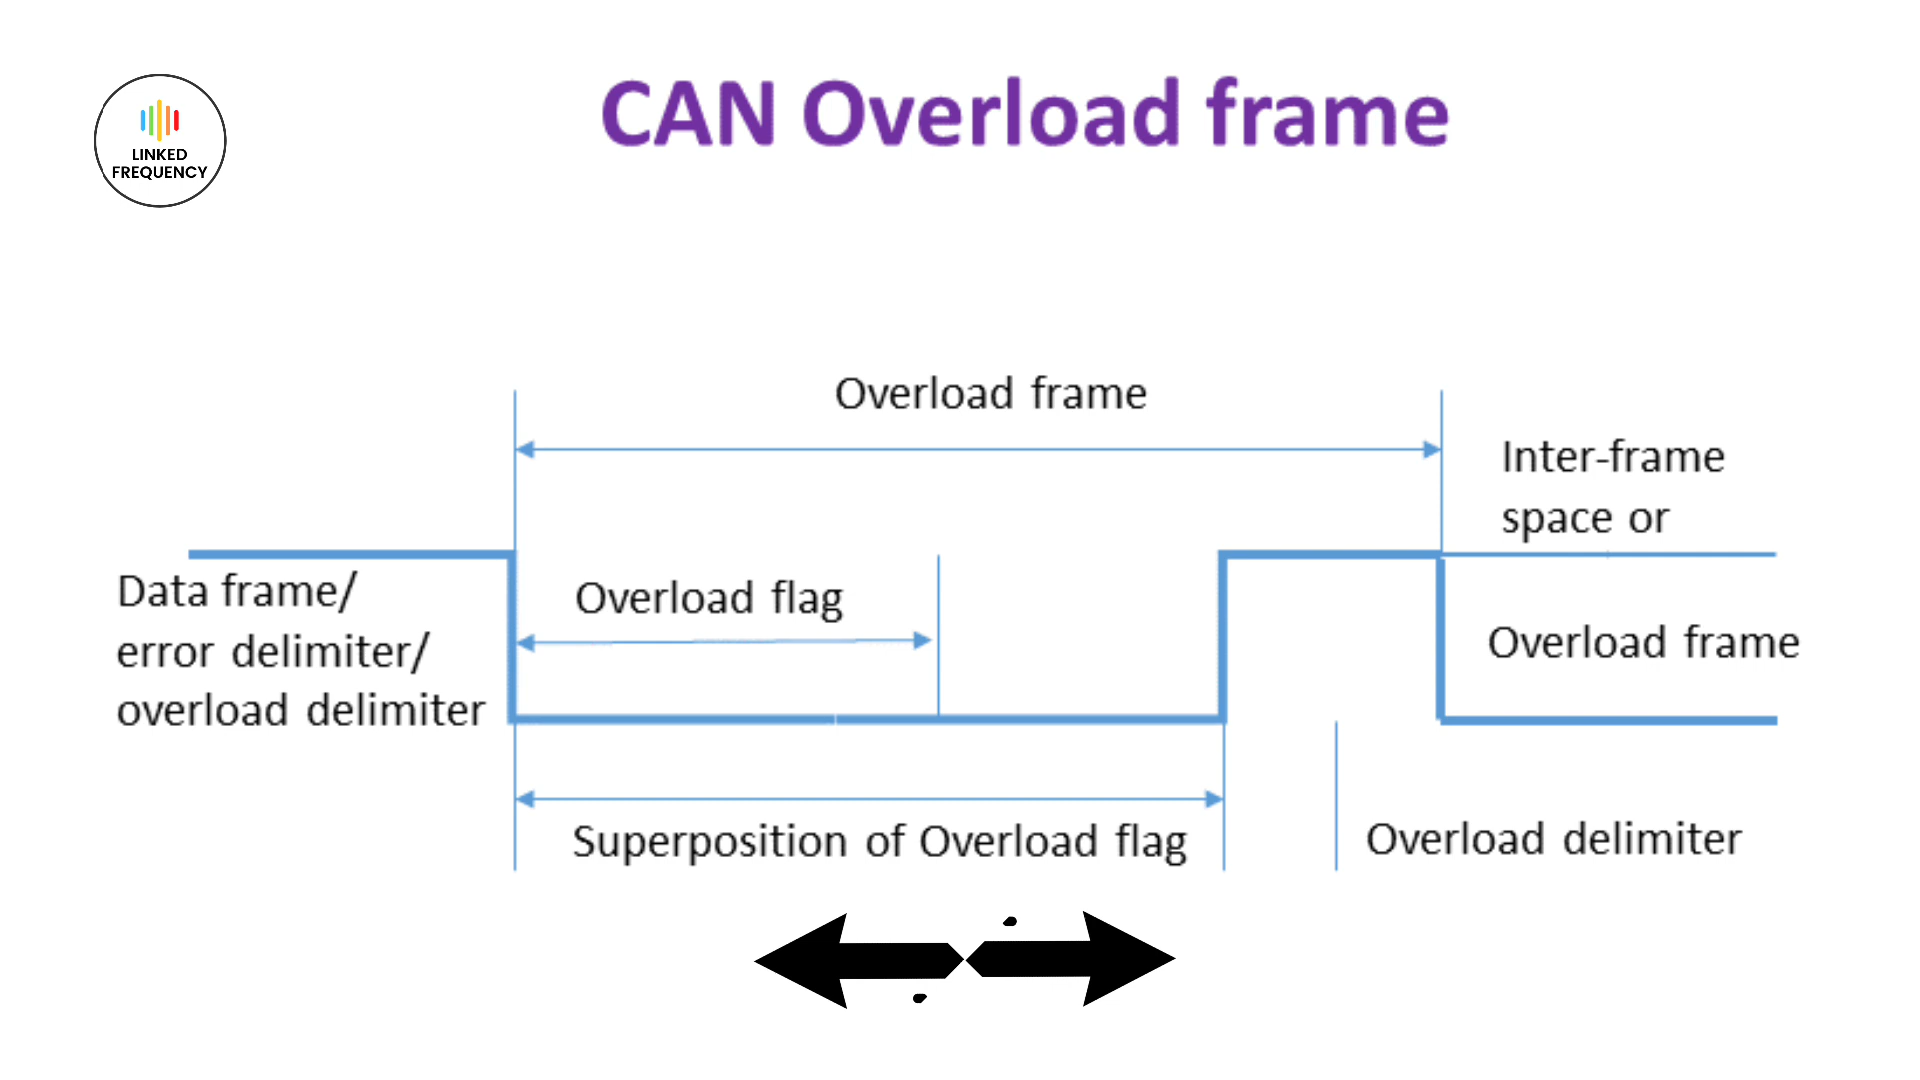 LINKED
FREQUENCY
CAN Overload frame
Overload frame
Inter-frame
space or
Data frame/
error delimiter/
overload delimiter
Overload flag
Overload frame
Superposition of Overload flag
Overload delimiter